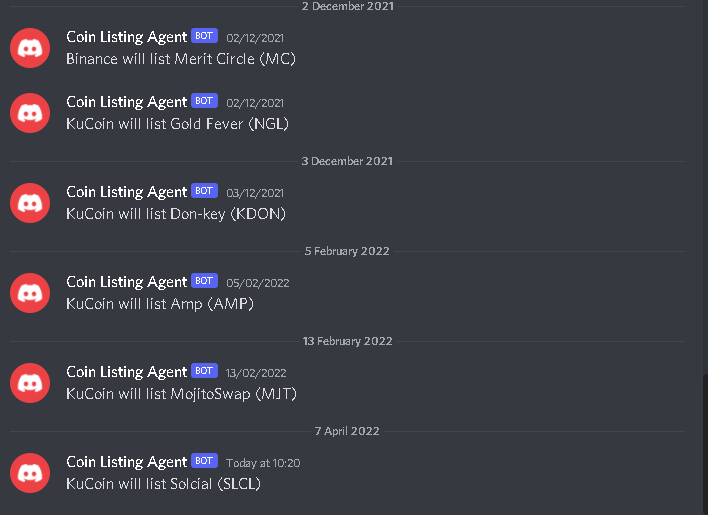 2 December 2021
Coin Listing Agent BOT 02/12/2021
Binance will list Merit Circle (MC)
Coin Listing Agent BOT 02/12/2021
KuCoin will list Gold Fever (NGL)
3 December 2021
Coin Listing Agent BOT 03/12/2021
KuCoin will list Don-key (KDON)
5 February 2022
Coin Listing Agent BOT 05/02/2022
KuCoin will list Amp (AMP)
13 February 2022
Coin Listing Agent BOT 13/02/2022
KuCoin will list MojitoSwap (MJT)
7 April 2022
Coin Listing Agent BOT Today at 10:20
KuCoin will list Solcial (SLCL)